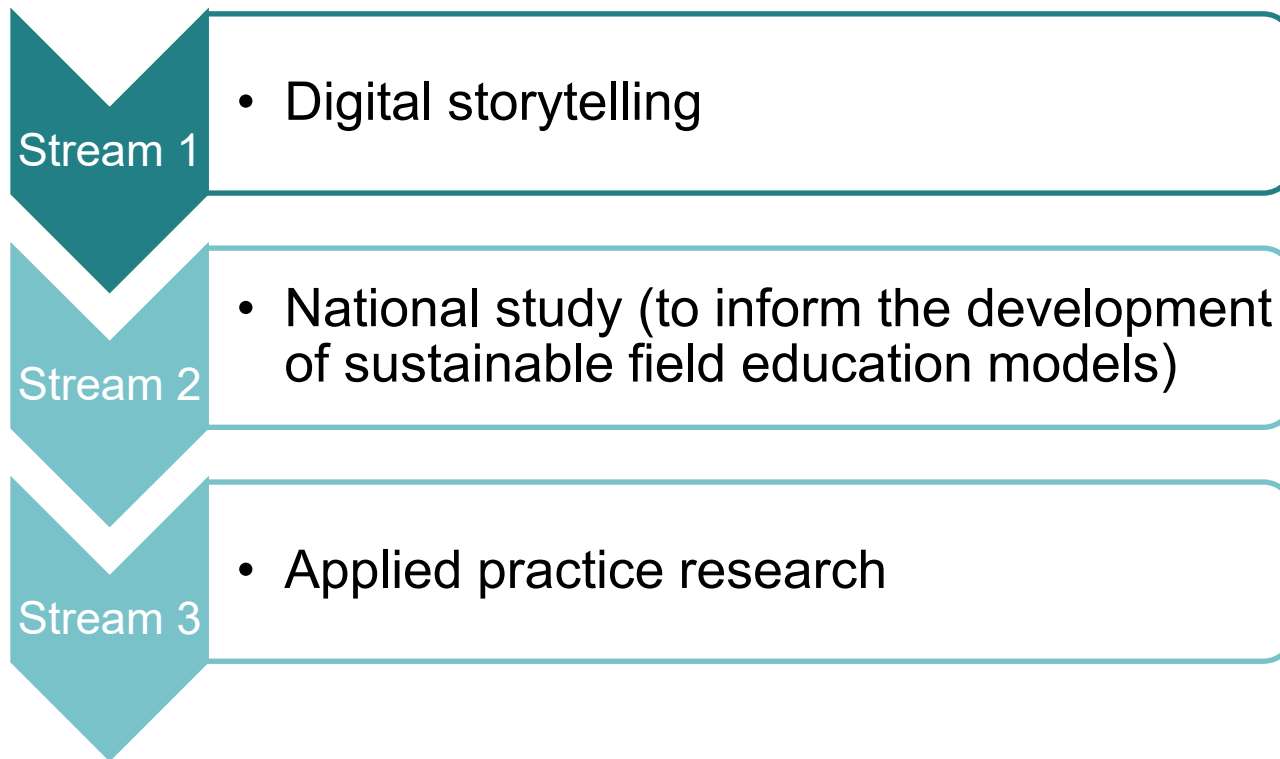 Stream 1
• Digital storytelling
Stream 2
• National study (to inform the development
of sustainable field education models)
Stream 3
• Applied practice research